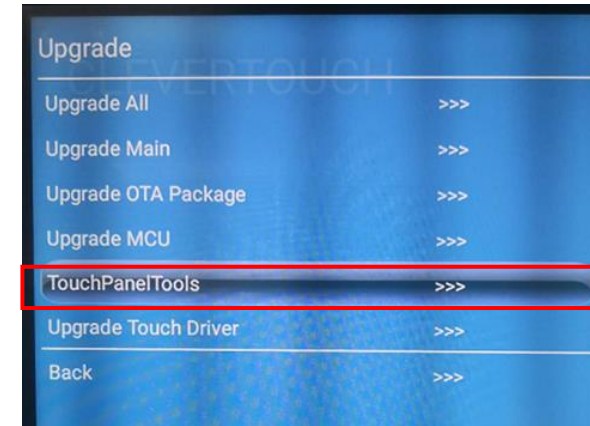 Upgrade
CLEVERTOUCH
Upgrade All >>>
Upgrade Main >>>
Upgrade OTA Package >>>
Upgrade MCU >>>
TouchPanelTools >>>
Upgrade Touch Driver >>>
Back >>>